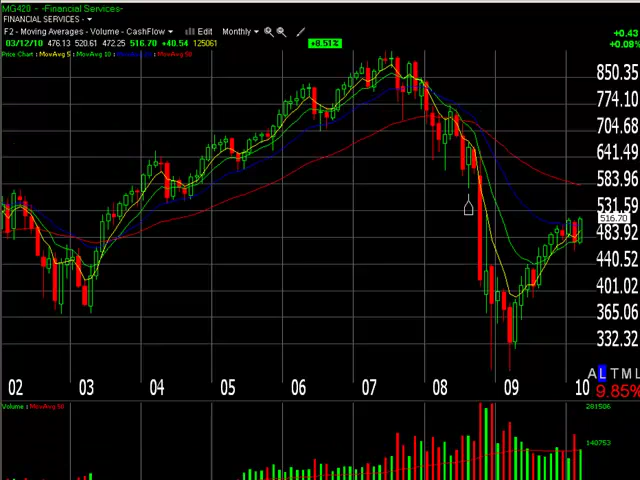 MG420 - -Financial Services-
FINANCIAL SERVICES -
F2 - Moving Averages - Volume - CashFlow Edit Monthly
+0.43
03/12/10 476.13 520.61 472.25 516.70 +40.54 125061 +8.51% +0.08%
Price Chart : MovAvg 5 : MovAvg 10 : MovAvg 50
850.35
774.10
704.68
641.49
583.96
531.59
516.70
483.92
440.52
401.02
365.06
332.32
A L T M L
02 03 04 05 06 07 08 09 10
9.85%
Volume : MovAvg 50
281506
140753